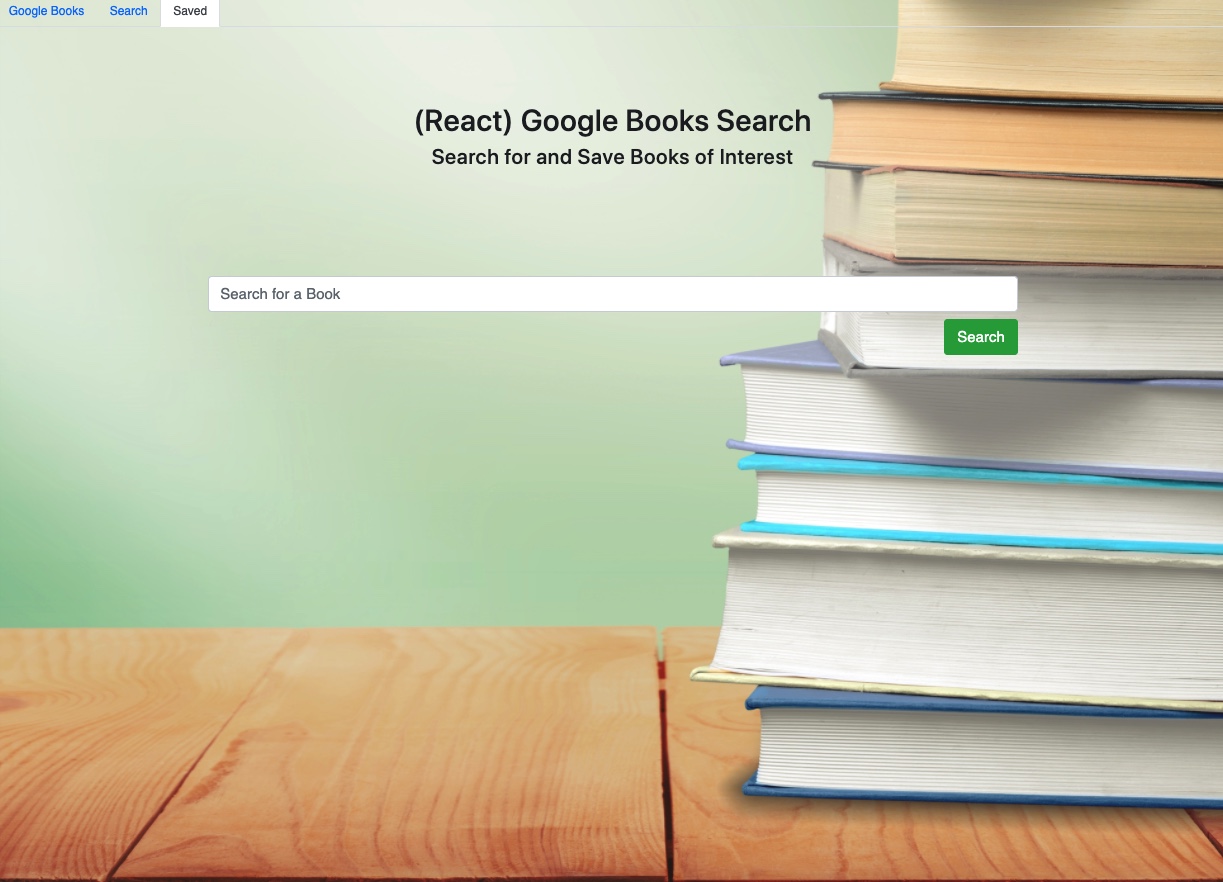 Google Books Search Saved
(React) Google Books Search
Search for and Save Books of Interest
Search for a Book
Search